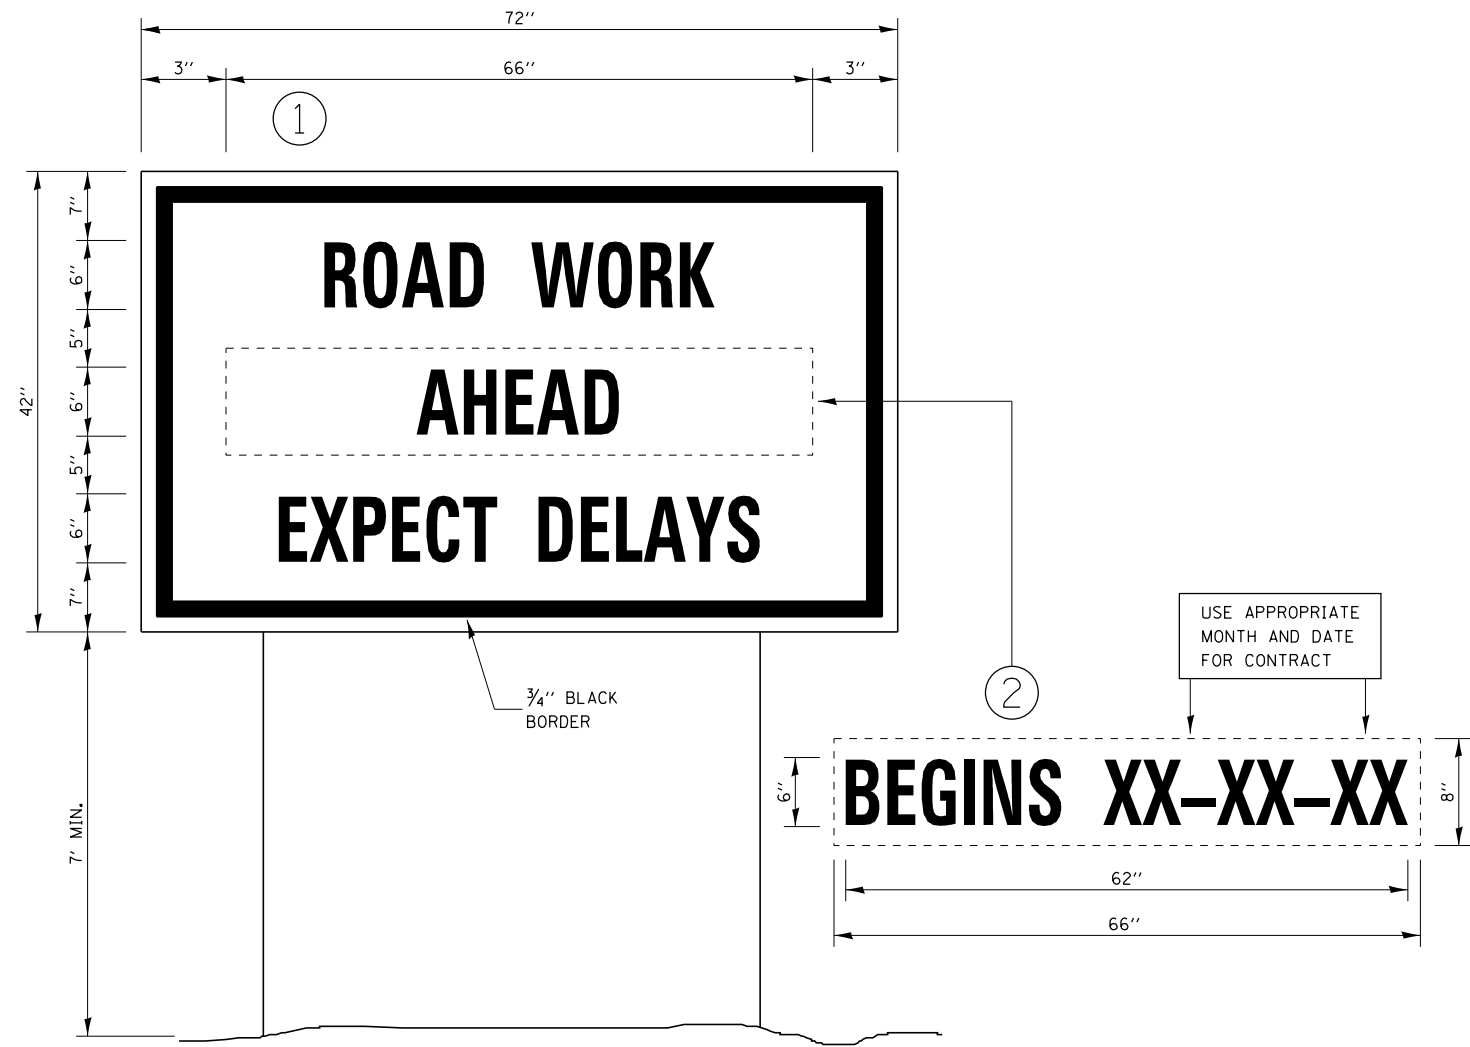 72''
3'' 66'' 3''
1
7''
6''
5''
6''
5''
6''
7''
42''
7' MIN.
ROAD WORK
AHEAD
EXPECT DELAYS
3/4'' BLACK
BORDER
2
USE APPROPRIATE
MONTH AND DATE
FOR CONTRACT
6''
BEGINS XX-XX-XX
8''
62''
66''